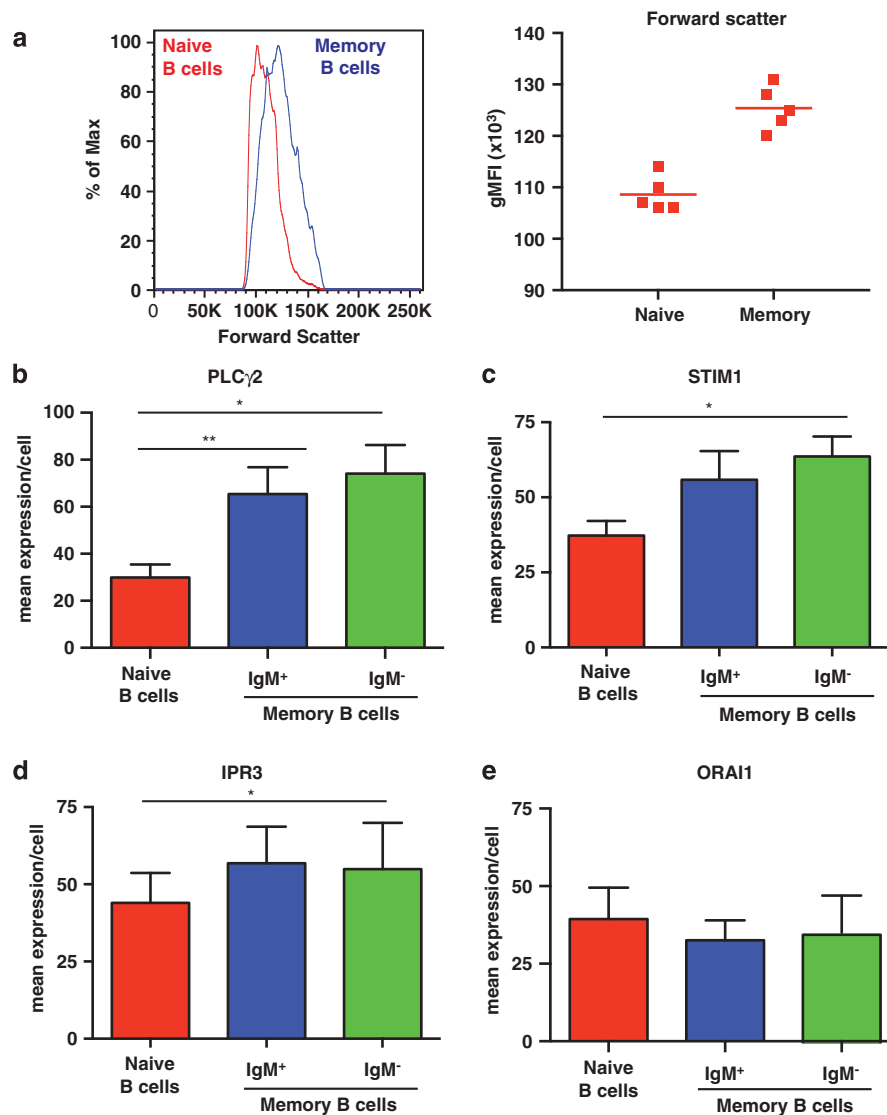 a
Naive
B cells
Memory
B cells
% of Max
100
80
60
40
20
0
0 50K 100K 150K 200K 250K
Forward Scatter
Forward scatter
gMFI (x10³)
130
120
110
100
90
Naive Memory
b
PLCγ2
mean expression/cell
100
80
60
40
20
0
*
**
Naive
B cells
IgM⁺ IgM⁻
Memory B cells
c
STIM1
mean expression/cell
75
50
25
0
*
Naive
B cells
IgM⁺ IgM⁻
Memory B cells
d
IPR3
mean expression/cell
75
50
25
0
*
Naive
B cells
IgM⁺ IgM⁻
Memory B cells
e
ORAI1
mean expression/cell
75
50
25
0
Naive
B cells
IgM⁺ IgM⁻
Memory B cells